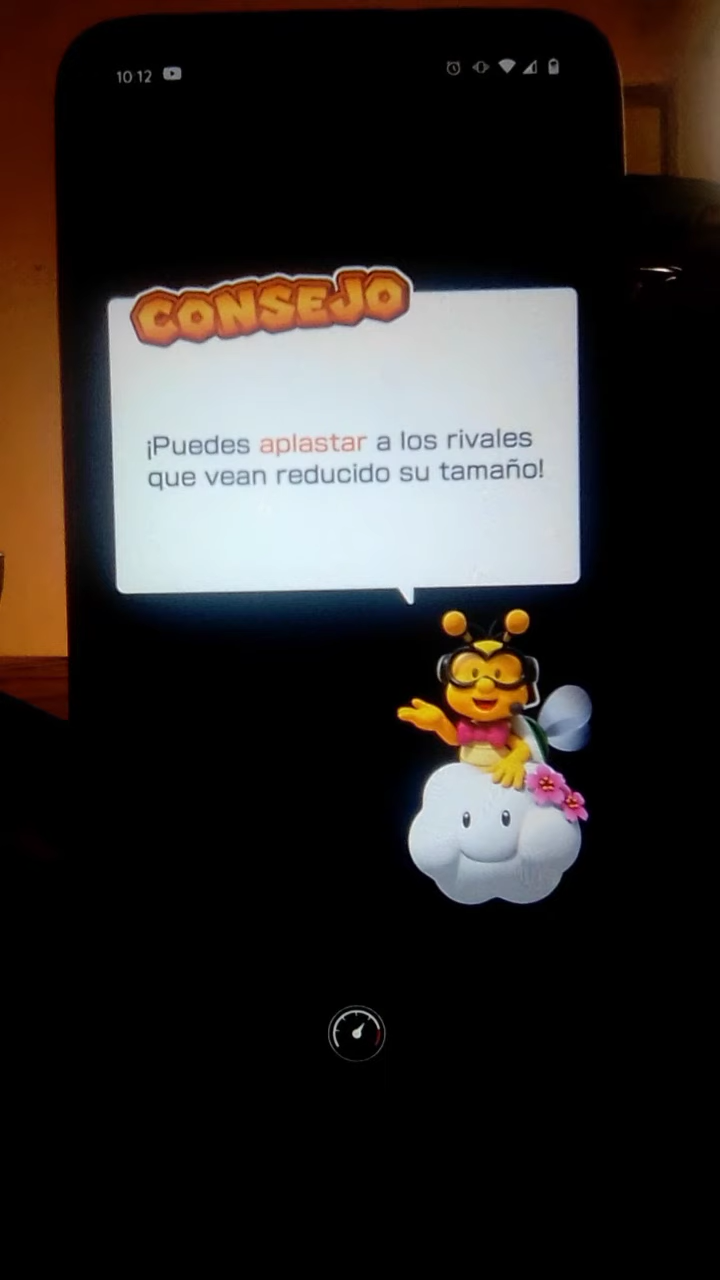 10:12
CONSEJO
¡Puedes aplastar a los rivales
que vean reducido su tamaño!